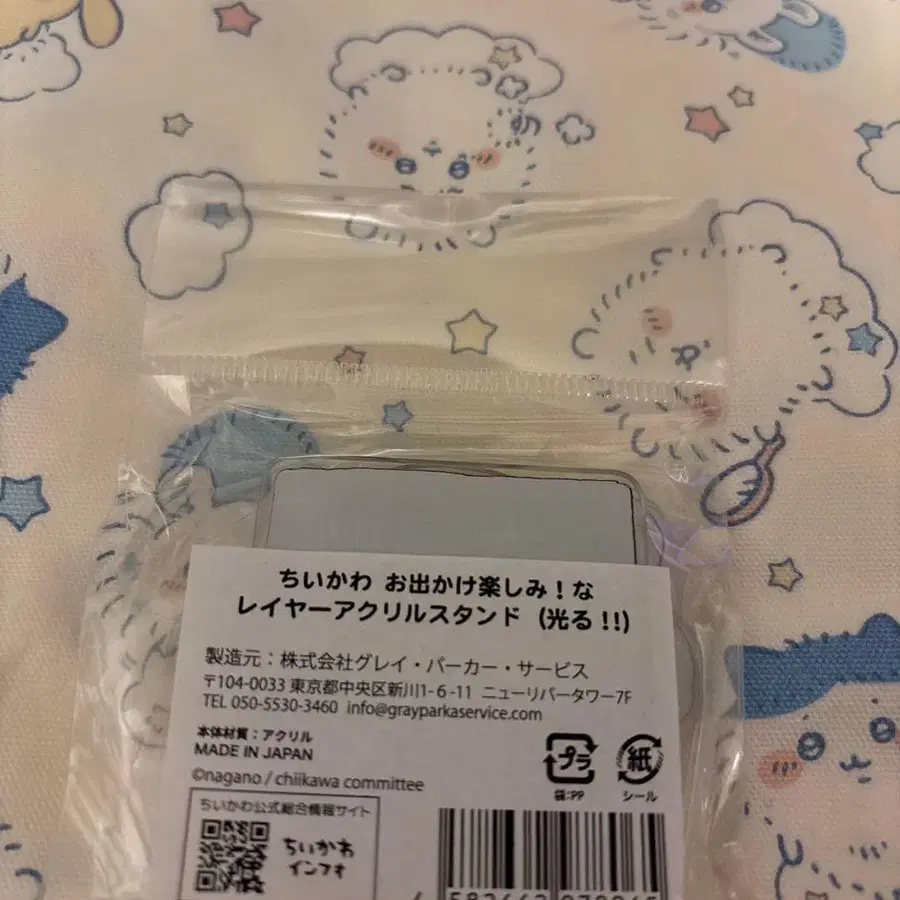 ちいかわ お出かけ楽しみ！な
レイヤーアクリルスタンド (光る!!)
製造元：株式会社グレイ・パーカー・サービス
〒104-0033 東京都中央区新川1-6-11 ニューリバータワー7F
TEL 050-5530-3460 info@grayparkaservice.com
本体材質：アクリル
MADE IN JAPAN
©nagano / chiikawa committee
プラ
袋:PP
紙
シール
ちいかわ公式総合情報サイト
ちいかわ
インフォ